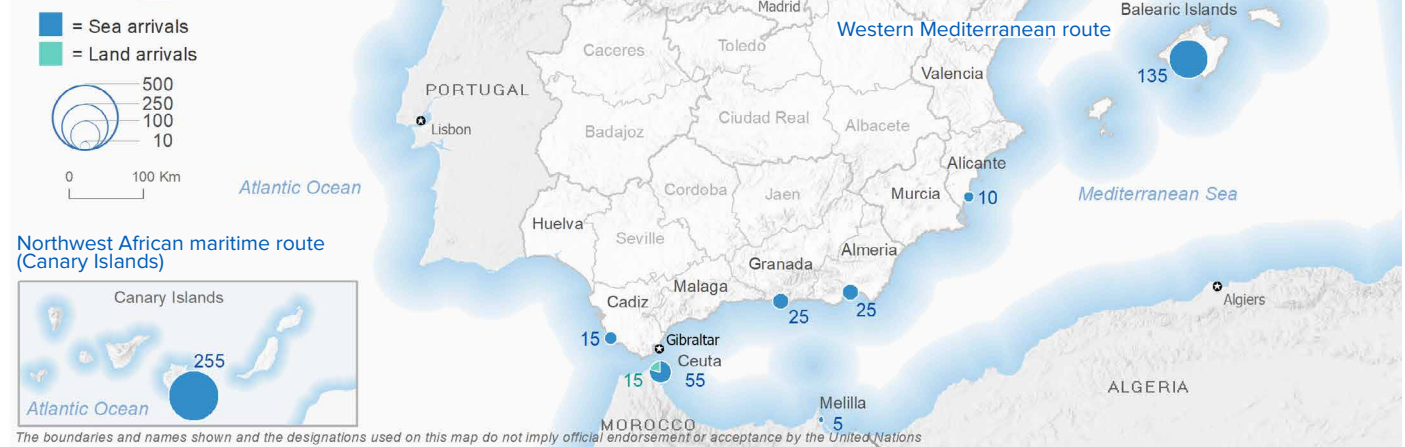 = Sea arrivals
= Land arrivals
500
250
100
10
0 100 Km
Madrid
Western Mediterranean route
Balearic Islands
135
Caceres
Toledo
Valencia
PORTUGAL
Lisbon
Badajoz
Ciudad Real
Albacete
Alicante
10
Atlantic Ocean
Cordoba
Jaen
Murcia
Mediterranean Sea
Huelva
Seville
Almeria
Granada
Malaga
Cadiz
25
25
15
Gibraltar
Ceuta
15
55
Algiers
ALGERIA
Melilla
5
MOROCCO
Northwest African maritime route
(Canary Islands)
Canary Islands
255
Atlantic Ocean
The boundaries and names shown and the designations used on this map do not imply official endorsement or acceptance by the United Nations